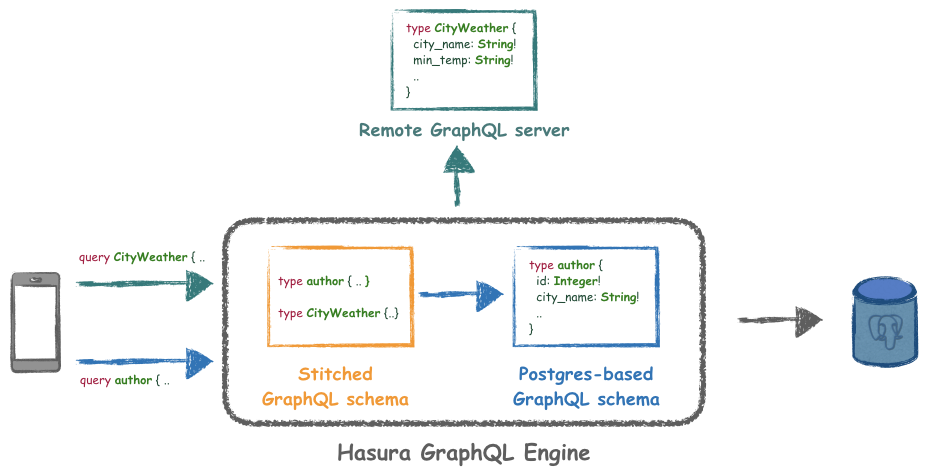 type CityWeather {
city_name: String!
min_temp: String!
..
}
Remote GraphQL server
query CityWeather { ..
query author { ..
type author { .. }
type CityWeather {..}
Stitched
GraphQL schema
type author {
id: Integer!
city_name: String!
..
}
Postgres-based
GraphQL schema
Hasura GraphQL Engine